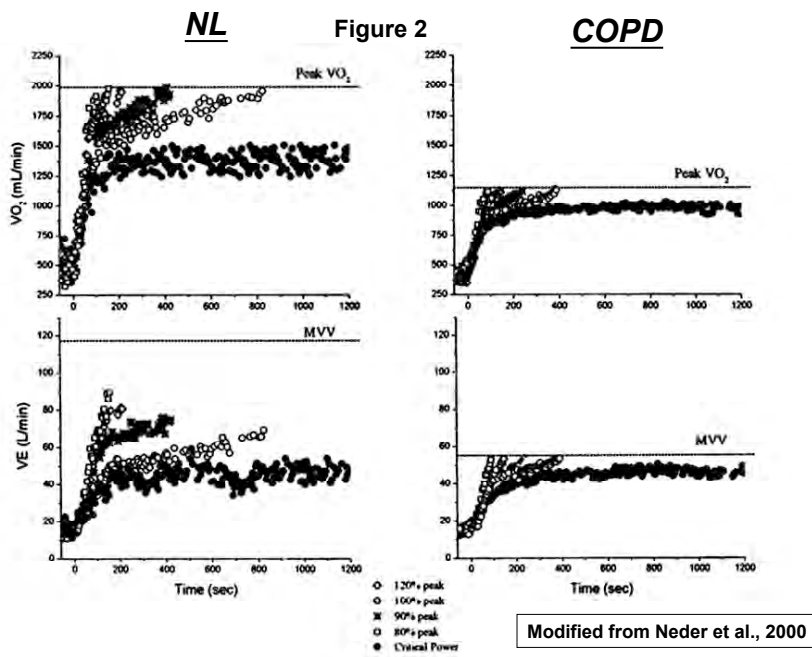 NL
Figure 2
COPD
2250
2000
1750
1500
1250
1000
750
500
250
VO2 (mL/min)
Peak VO2
0 200 400 600 800 1000 1200
2250
2000
1750
1500
1250
1000
750
500
250
Peak VO2
0 200 400 600 800 1000 1200
120
100
80
60
40
20
0
VE (L/min)
MVV
0 200 400 600 800 1000 1200
Time (sec)
120
100
80
60
40
20
0
MVV
0 200 400 600 800 1000 1200
Time (sec)
120% peak
100% peak
90% peak
80% peak
Critical Power
Modified from Neder et al., 2000